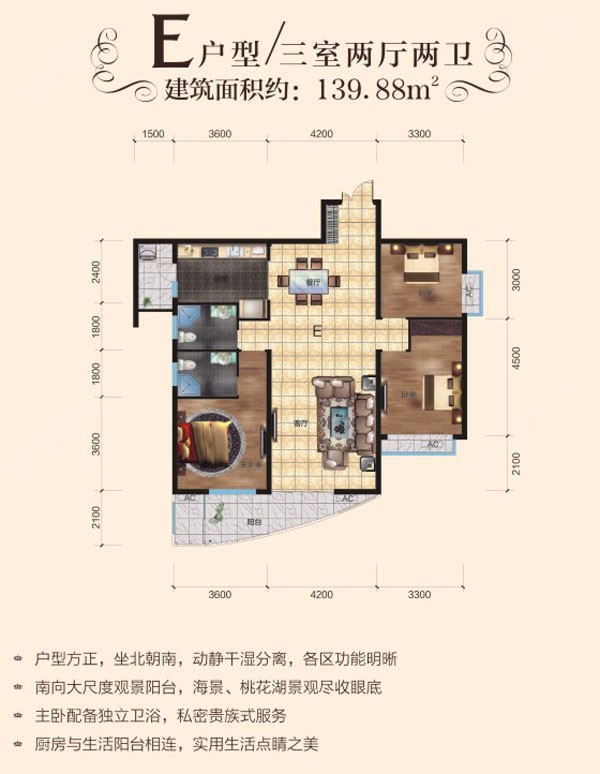 E户型/三室两厅两卫
建筑面积约：139.88m²
1500 3600 4200 3300
2400
1800
1800
3600
2100
3000
4500
2100
餐厅
卧室
AC
E
卧室
客厅
主卧室
AC
AC
AC
阳台
3600 4200 3300
户型方正，坐北朝南，动静干湿分离，各区功能明晰
南向大尺度观景阳台，海景、桃花湖景观尽收眼底
主卧配备独立卫浴，私密贵族式服务
厨房与生活阳台相连，实用生活点睛之美